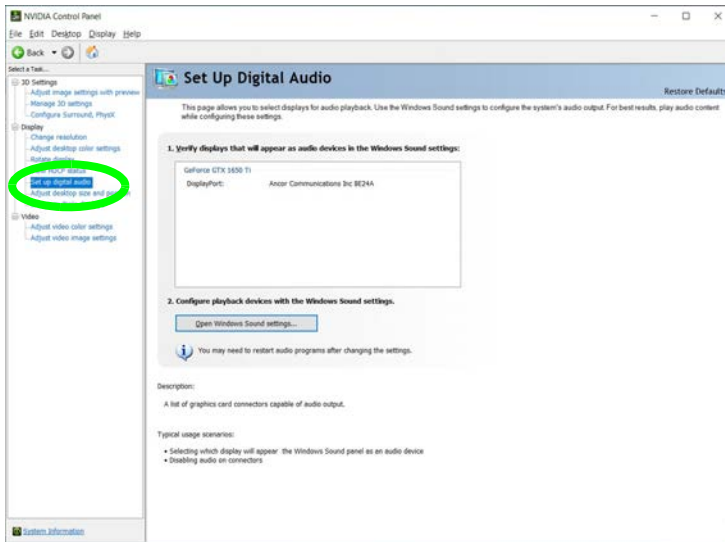 NVIDIA Control Panel
File Edit Desktop Display Help
Back
Select a Task...
3D Settings
Adjust image settings with preview
Manage 3D settings
Configure Surround, PhysX
Display
Change resolution
Adjust desktop color settings
Rotate display
HDCP status
Set up digital audio
Adjust desktop size and position
Video
Adjust video color settings
Adjust video image settings
System Information
Set Up Digital Audio
Restore Defaults
This page allows you to select displays for audio playback. Use the Windows Sound settings to configure the system's audio output. For best results, play audio content
while configuring these settings.
1. Verify displays that will appear as audio devices in the Windows Sound settings:
GeForce GTX 1650 Ti
DisplayPort: Ancor Communications Inc BE24A
2. Configure playback devices with the Windows Sound settings.
Open Windows Sound settings...
You may need to restart audio programs after changing the settings.
Description:
A list of graphics card connectors capable of audio output.
Typical usage scenarios:
• Selecting which display will appear the Windows Sound panel as an audio device
• Disabling audio on connectors